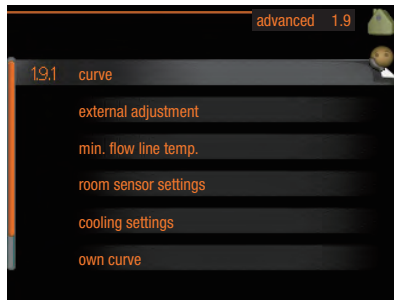 advanced 1.9
1.9.1 curve
external adjustment
min. flow line temp.
room sensor settings
cooling settings
own curve